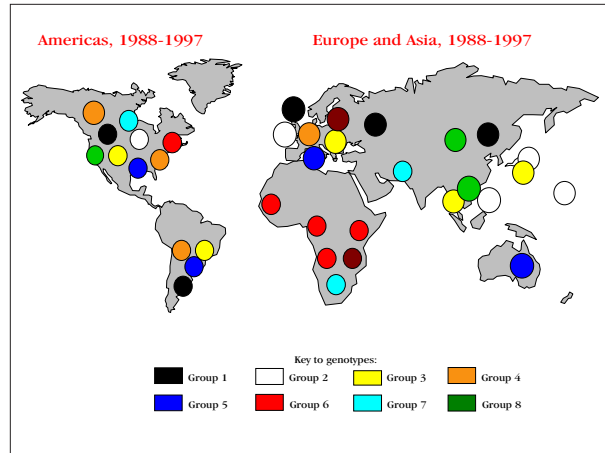 Americas, 1988-1997
Europe and Asia, 1988-1997
Key to genotypes:
Group 1
Group 2
Group 3
Group 4
Group 5
Group 6
Group 7
Group 8